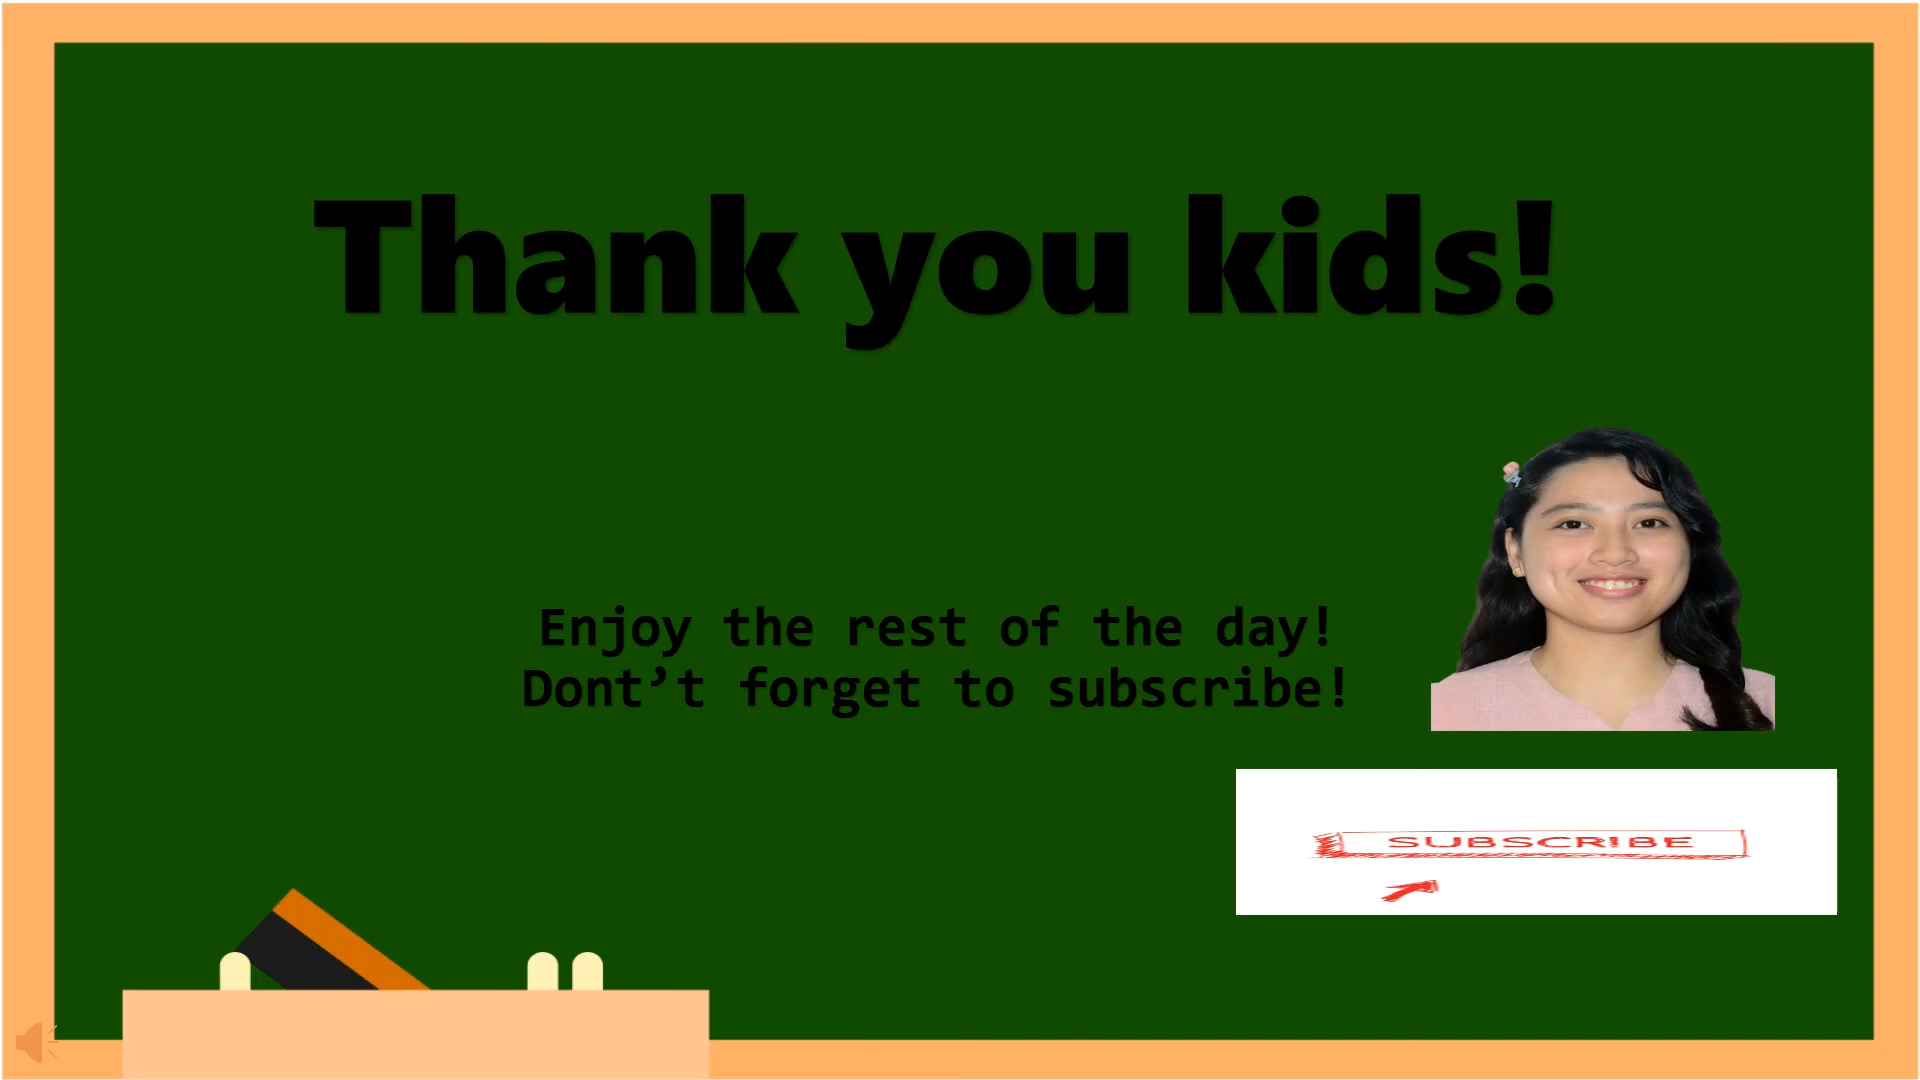 Thank you kids!
Enjoy the rest of the day!
Dont’t forget to subscribe!
SUBSCRIBE